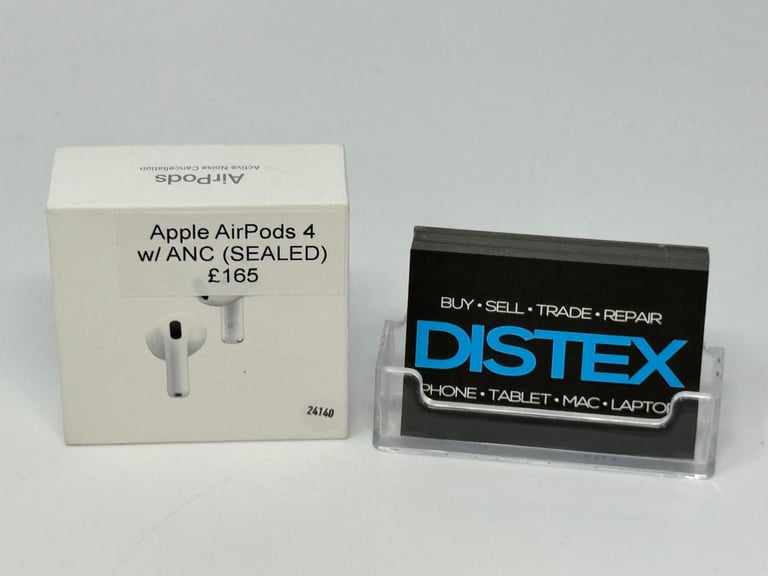 AirPods
Active Noise Cancellation
Apple AirPods 4
w/ ANC (SEALED)
£165
24140
BUY • SELL • TRADE • REPAIR
DISTEX
PHONE • TABLET • MAC • LAPTOP